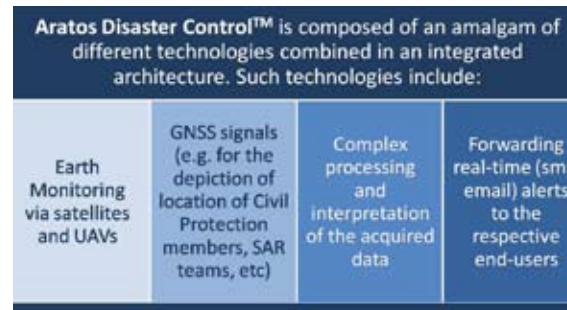 Aratos Disaster Control™ is composed of an amalgam of
different technologies combined in an integrated
architecture. Such technologies include:
Earth
Monitoring
via satellites
and UAVs
GNSS signals
(e.g. for the
depiction of
location of Civil
Protection
members, SAR
teams, etc)
Complex
processing
and
interpretation
of the acquired
data
Forwarding
real-time
email) alerts
to the
respective
end-users